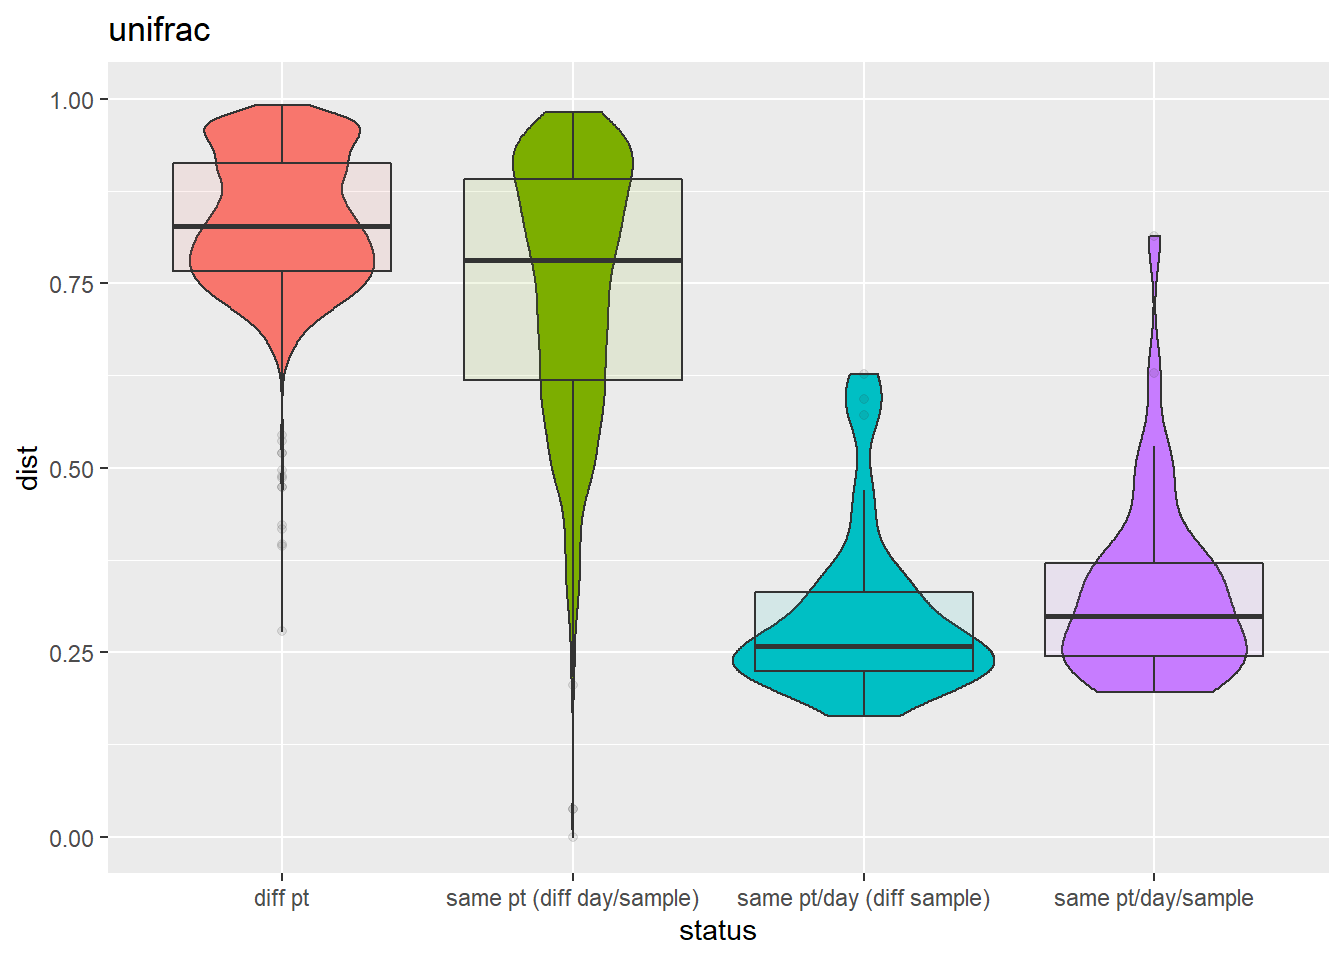 unifrac
1.00
0.75
0.50
0.25
0.00
dist
diff pt
same pt (diff day/sample)
same pt/day (diff sample)
same pt/day/sample
status